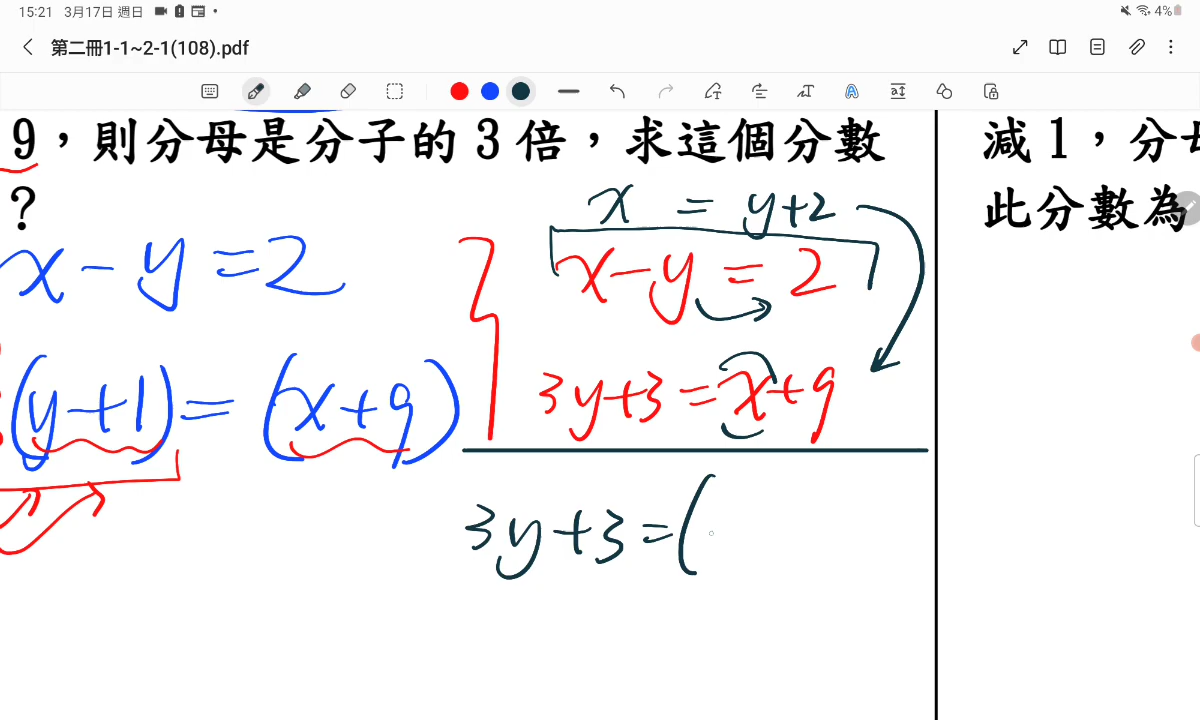 15:21 3月17日 週日 4%
第二冊1-1~2-1(108).pdf
9，則分母是分子的 3 倍，求這個分數
?
減 1，分母
此分數為
x = y+2
x - y = 2
x - y = 2
(y+1) = (x+9)
3y+3 = x+9
3y+3 = (